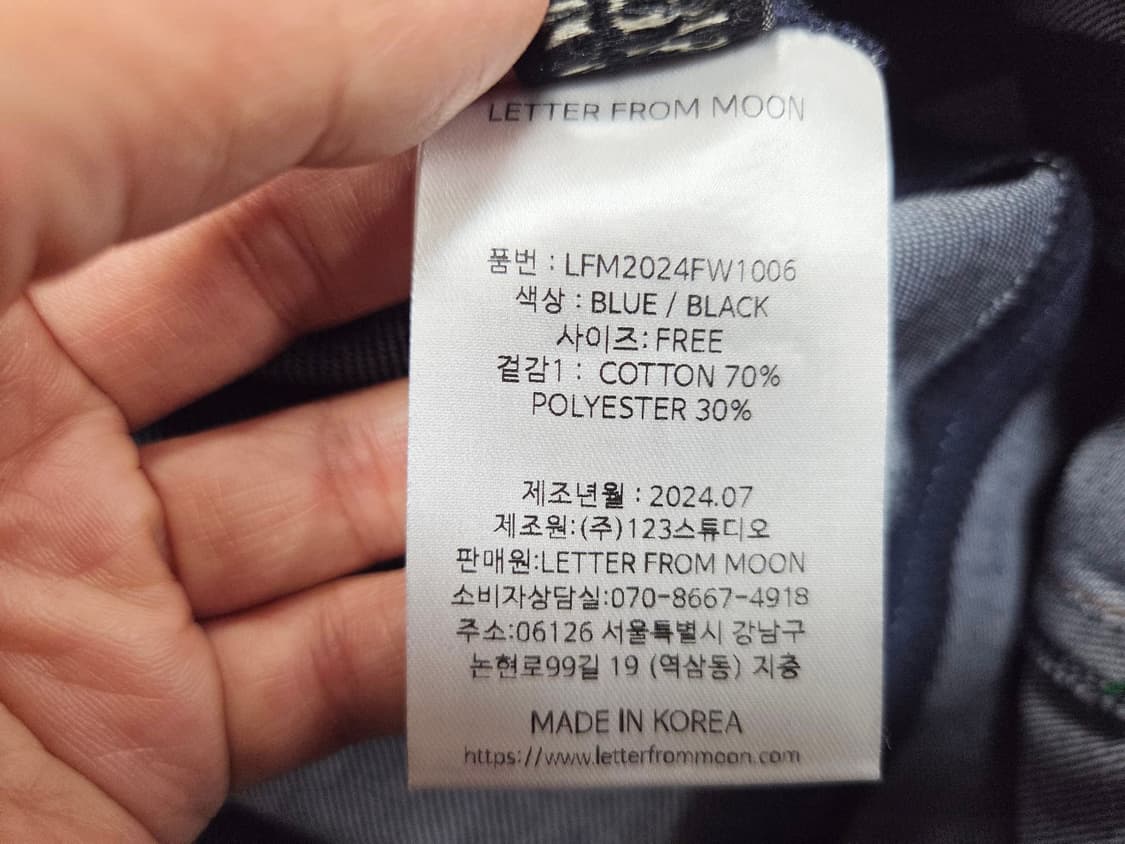 LETTER FROM MOON
품번 : LFM2024FW1006
색상 : BLUE / BLACK
사이즈: FREE
겉감1 : COTTON 70%
POLYESTER 30%
제조년월 : 2024.07
제조원:(주)123스튜디오
판매원:LETTER FROM MOON
소비자상담실:070-8667-4918
주소:06126 서울특별시 강남구
논현로99길 19 (역삼동) 지층
MADE IN KOREA
https://www.letterfrommoon.com